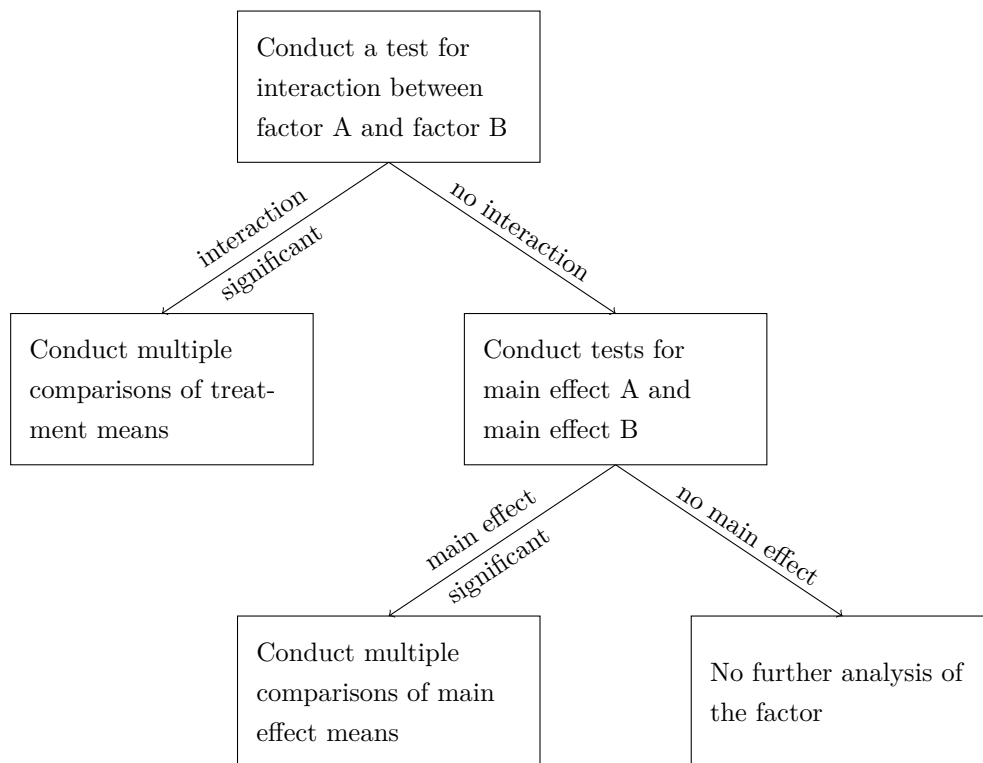 Conduct a test for
interaction between
factor A and factor B
interaction
significant
no interaction
Conduct multiple
comparisons of treat-
ment means
Conduct tests for
main effect A and
main effect B
main effect
significant
no main effect
Conduct multiple
comparisons of main
effect means
No further analysis of
the factor